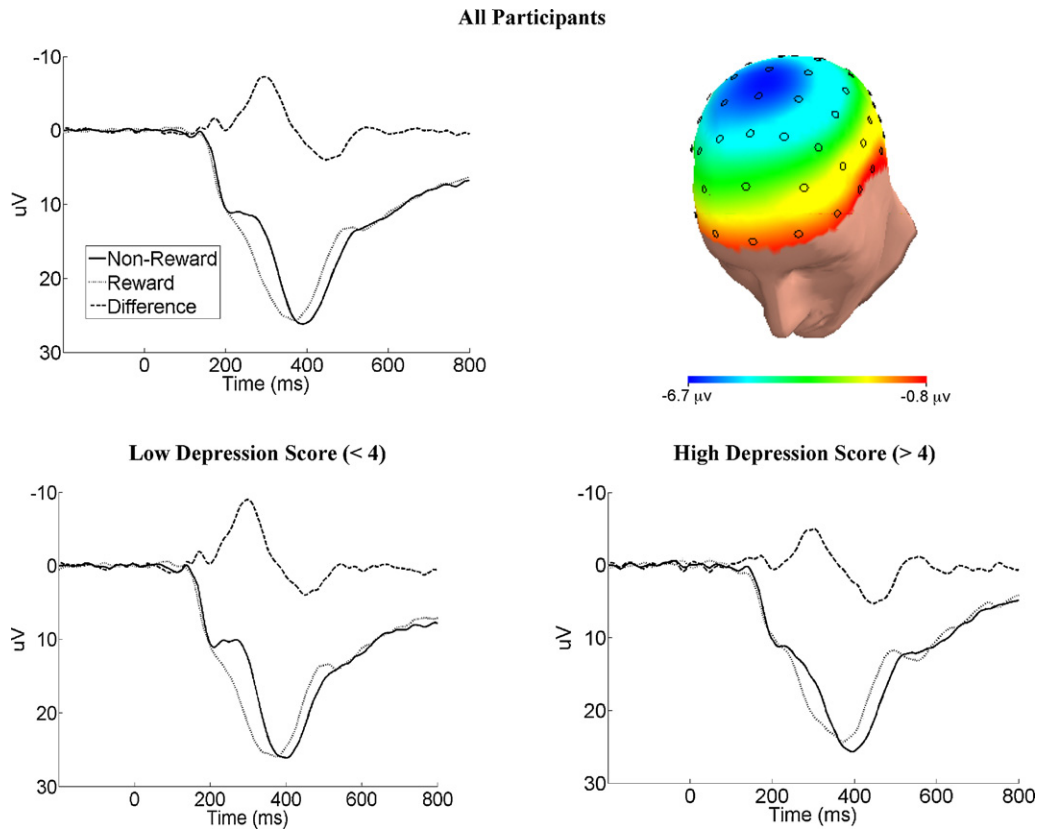 All Participants
-10
0
10
20
30
uV
Non-Reward
Reward
Difference
0 200 400 600 800
Time (ms)
-6.7 μv -0.8 μv
Low Depression Score (< 4)
-10
0
10
20
30
uV
0 200 400 600 800
Time (ms)
High Depression Score (> 4)
-10
0
10
20
30
uV
0 200 400 600 800
Time (ms)